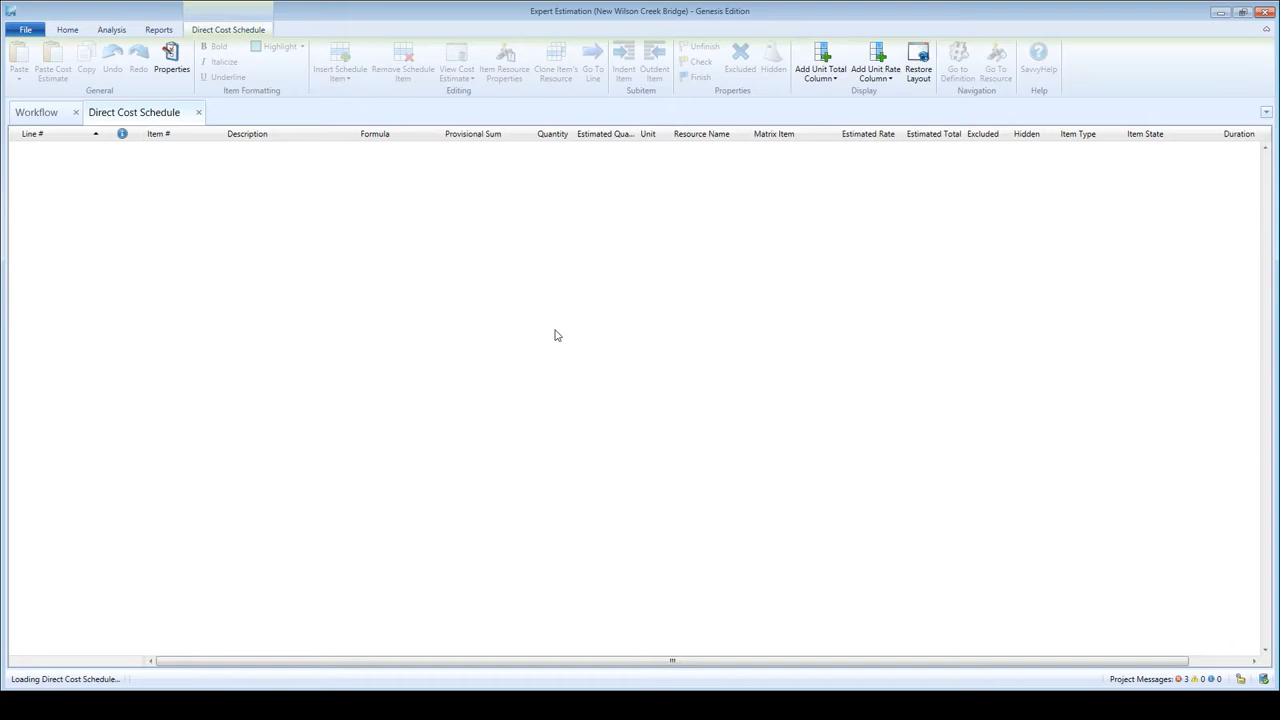 Expert Estimation (New Wilson Creek Bridge) - Genesis Edition
File Home Analysis Reports Direct Cost Schedule
Paste Paste Cost Estimate Copy Undo Redo Properties
General
Bold Highlight
Italicize
Underline
Item Formatting
Insert Schedule Item Remove Schedule Item View Cost Estimate Item Resource Properties Clone Item's Resource Go To Line
Editing
Indent Item Outdent Item
Subitem
Unfinish
Check
Finish
Excluded Hidden
Properties
Add Unit Total Column Add Unit Rate Column Restore Layout
Display
Go to Definition Go To Resource
Navigation
SavvyHelp
Help
Workflow Direct Cost Schedule
Line # Item # Description Formula Provisional Sum Quantity Estimated Qua... Unit Resource Name Matrix Item Estimated Rate Estimated Total Excluded Hidden Item Type Item State Duration
Loading Direct Cost Schedule... Project Messages: 3 0 0